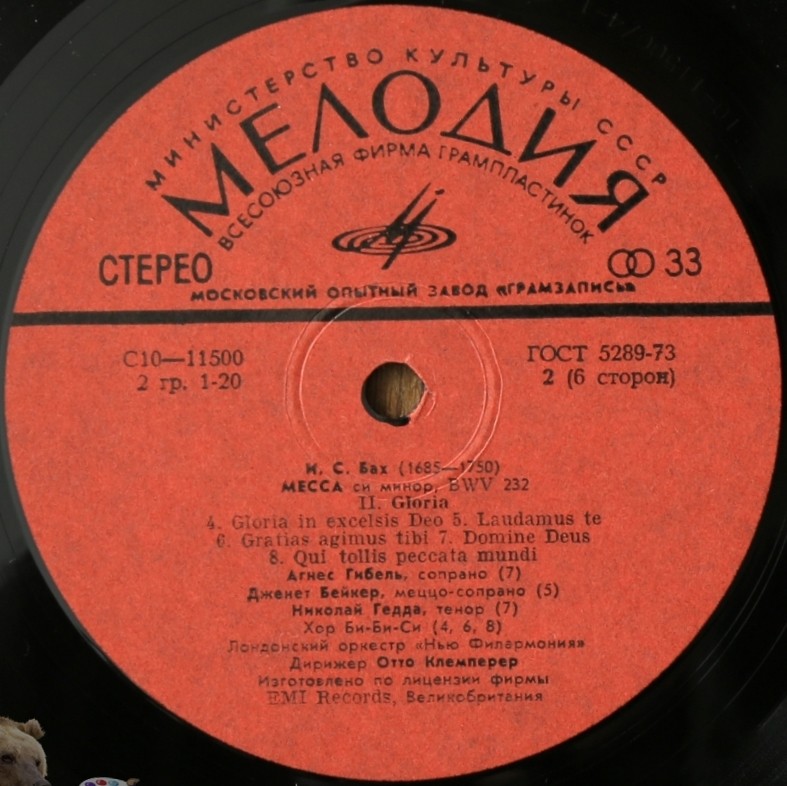 МИНИСТЕРСТВО КУЛЬТУРЫ СССР
МЕЛОДИЯ
ВСЕСОЮЗНАЯ ФИРМА ГРАМПЛАСТИНОК
СТЕРЕО
33
МОСКОВСКИЙ ОПЫТНЫЙ ЗАВОД «ГРАМЗАПИСЬ»
С10—11500
2 гр. 1-20
ГОСТ 5289-73
2 (6 сторон)
И. С. Бах (1685—1750)
МЕССА си минор, BWV 232
II. Gloria
4. Gloria in excelsis Deo 5. Laudamus te
6. Gratias agimus tibi 7. Domine Deus
8. Qui tollis peccata mundi
Агнес Гибель, сопрано (7)
Дженет Бейкер, меццо-сопрано (5)
Николай Гедда, тенор (7)
Хор Би-Би-Си (4, 6, 8)
Лондонский оркестр «Нью Филармония»
Дирижер Отто Клемперер
Изготовлено по лицензии фирмы
EMI Records, Великобритания